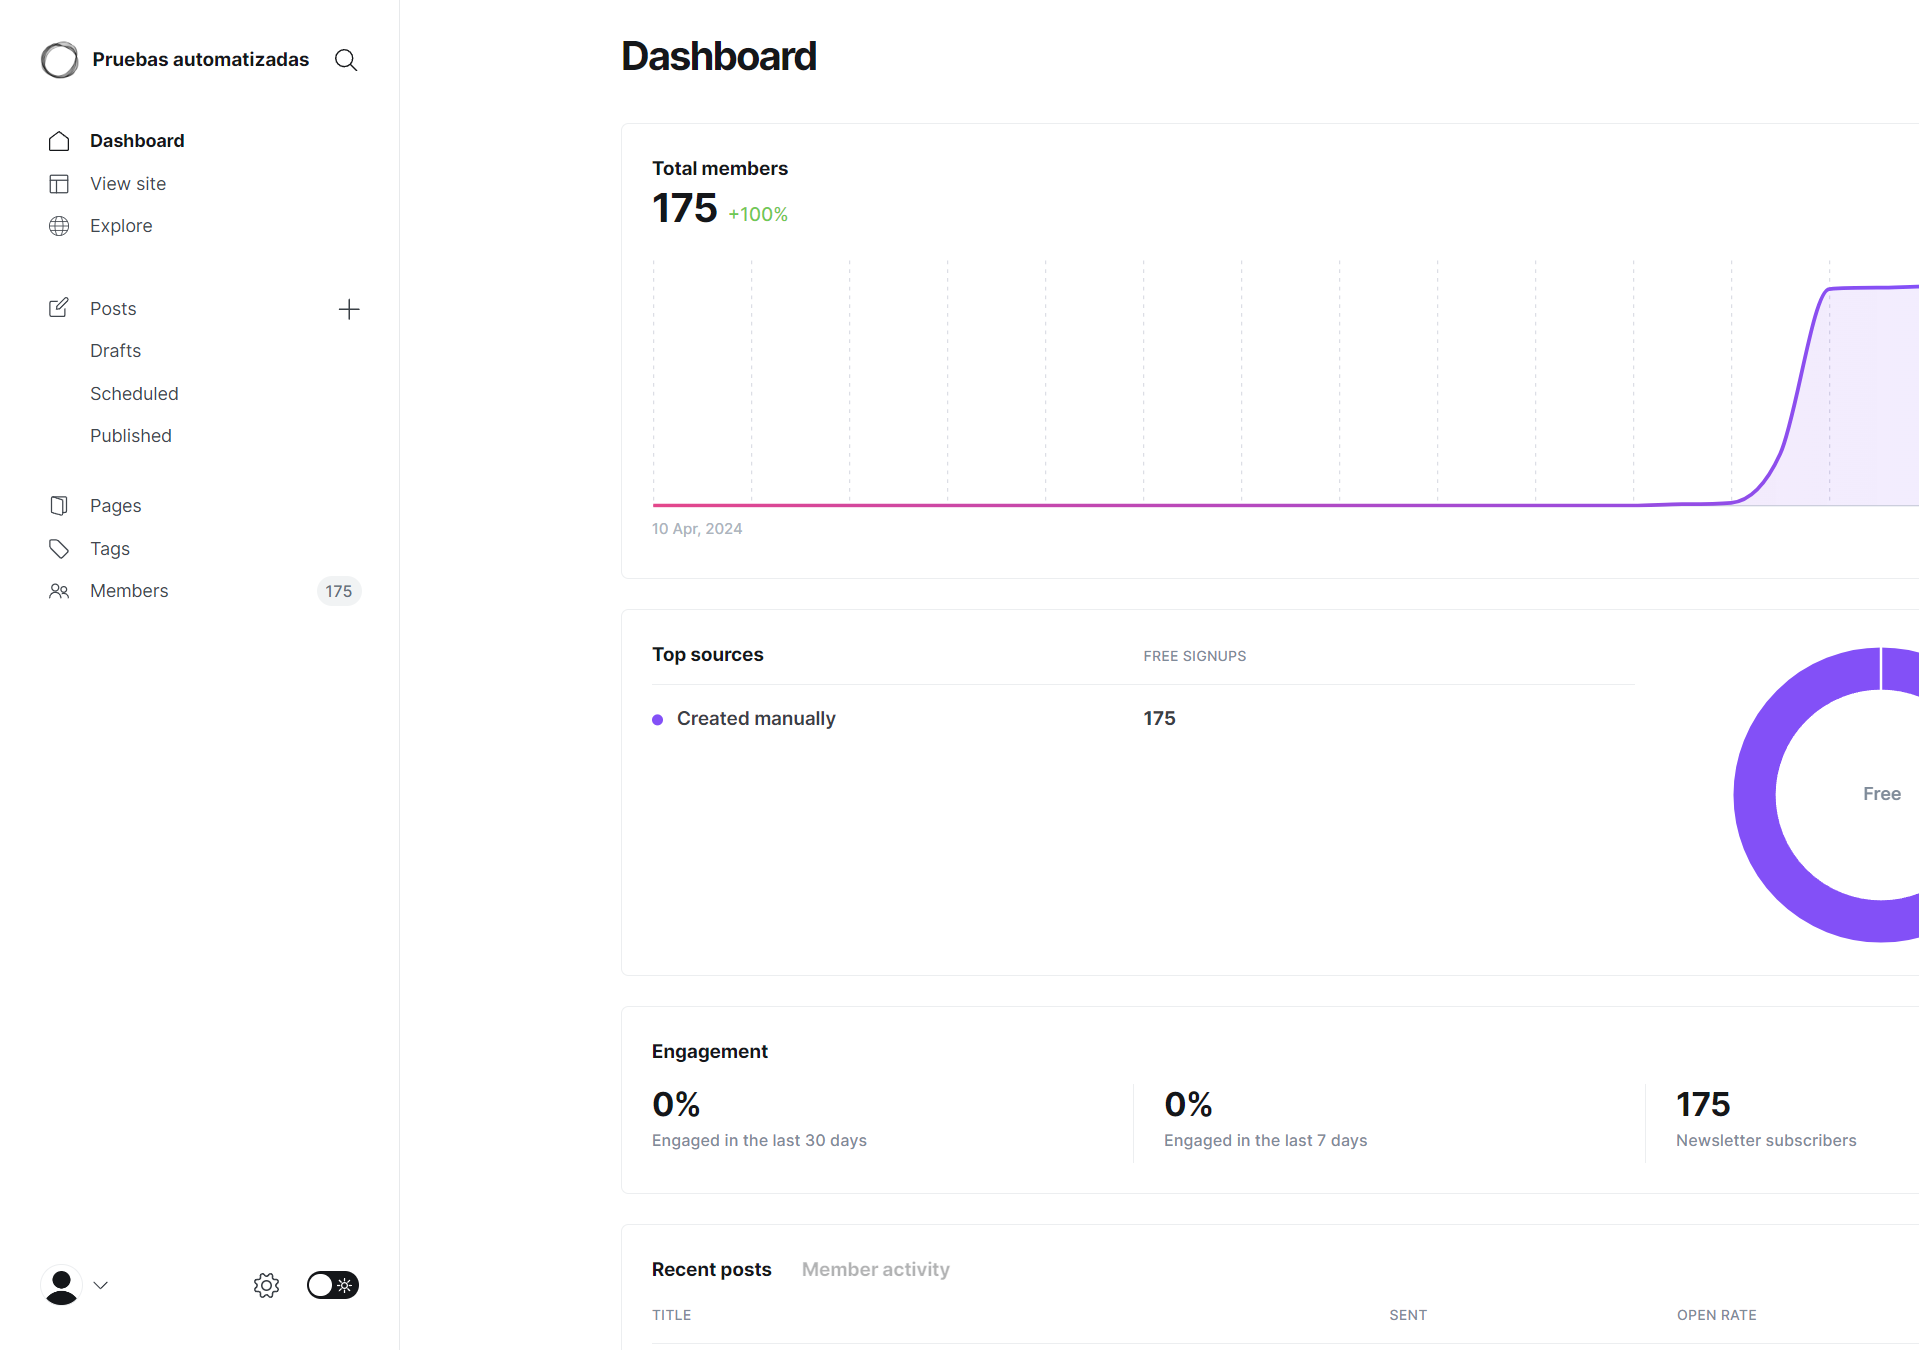 Pruebas automatizadas
Dashboard
View site
Explore
Posts
Drafts
Scheduled
Published
Pages
Tags
Members 175
Dashboard
Total members
175 +100%
10 Apr, 2024
Top sources FREE SIGNUPS
Created manually 175
Free
Engagement
0% 0% 175
Engaged in the last 30 days Engaged in the last 7 days Newsletter subscribers
Recent posts Member activity
TITLE SENT OPEN RATE